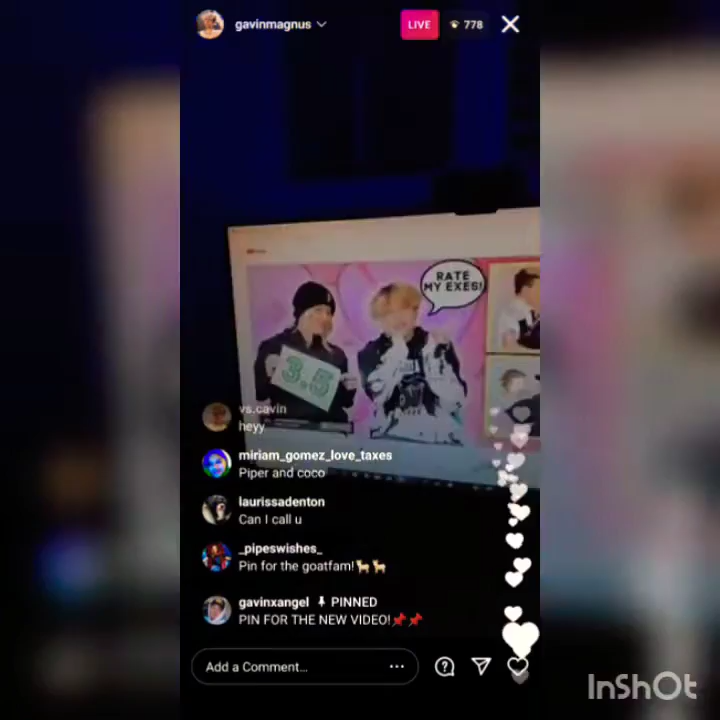 gavinmagnus
LIVE
778
RATE
MY EXES!
3.5
vs.cavin
heyy
miriam_gomez_love_taxes
Piper and coco
laurissadenton
Can I call u
_pipeswishes_
Pin for the goatfam!🐐🐐
gavinxangel 📌 PINNED
PIN FOR THE NEW VIDEO!📌📌
Add a Comment...
InShOt